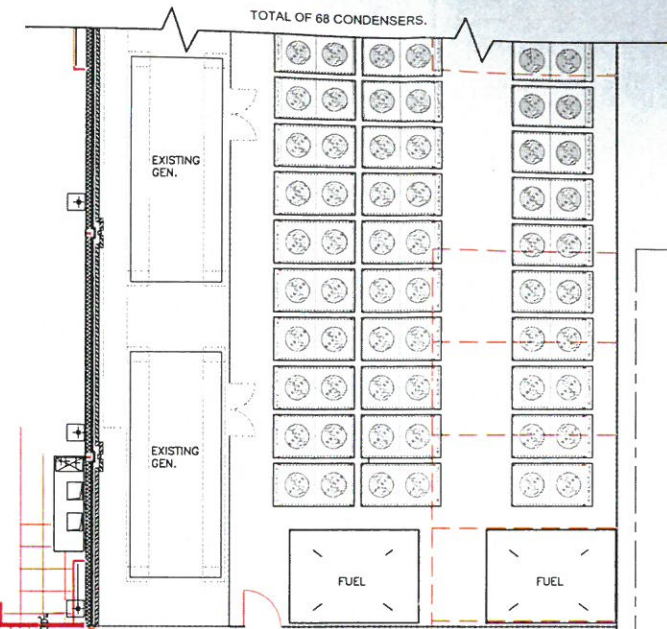 TOTAL OF 68 CONDENSERS.
EXISTING
GEN.
EXISTING
GEN.
FUEL
FUEL